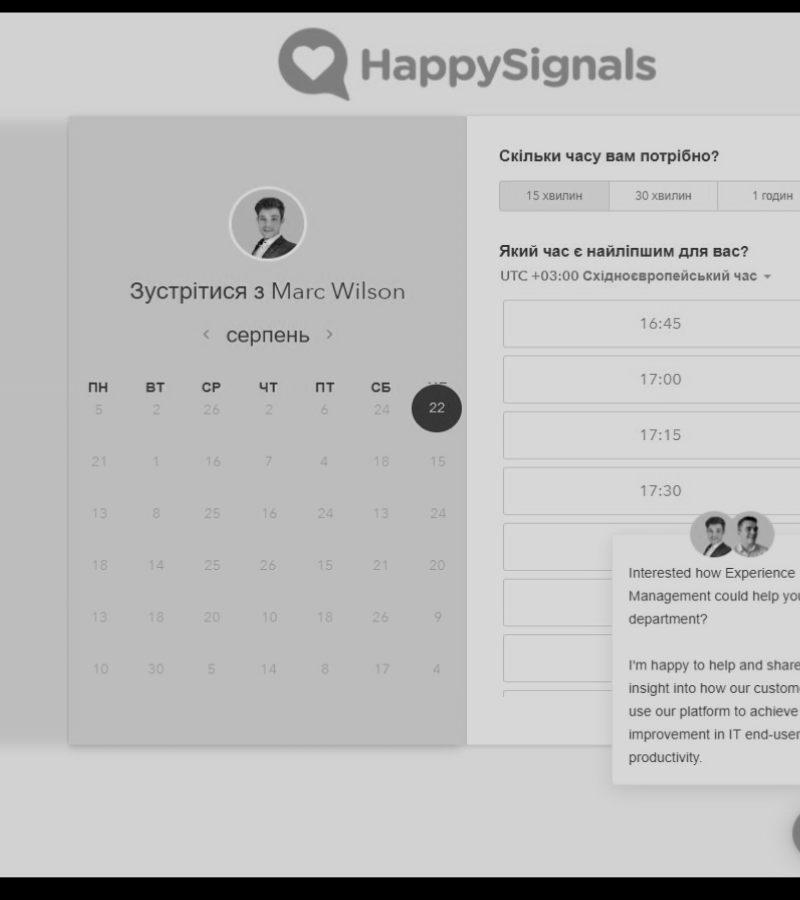 HappySignals
Зустрітися з Marc Wilson
серпень
ПН ВТ СР ЧТ ПТ СБ
5 2 26 2 6 24 22
21 1 16 7 4 18 15
13 8 25 16 24 13 24
18 14 25 26 15 21 20
13 18 20 10 18 26 9
10 30 5 14 8 17 4
Скільки часу вам потрібно?
15 хвилин 30 хвилин 1 годин
Який час є найліпшим для вас?
UTC +03:00 Східноєвропейський час
16:45
17:00
17:15
17:30
Interested how Experience
Management could help
department?
I'm happy to help and share
insight into how our
use our platform to achieve
improvement in IT end-user
productivity.